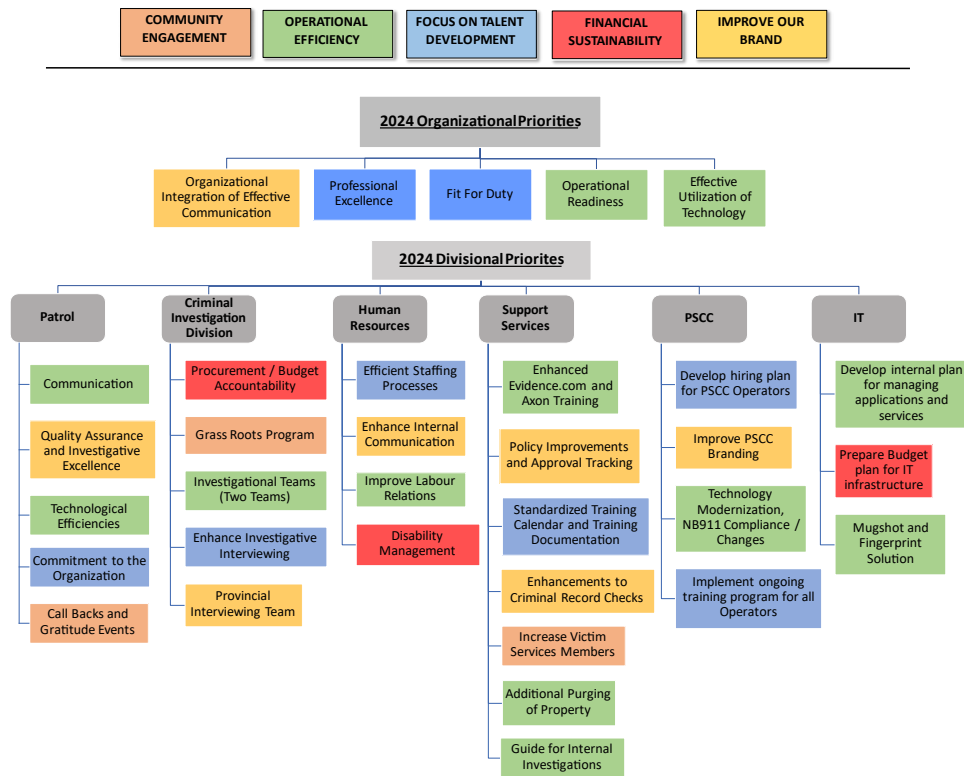 COMMUNITY
ENGAGEMENT
OPERATIONAL
EFFICIENCY
FOCUS ON TALENT
DEVELOPMENT
FINANCIAL
SUSTAINABILITY
IMPROVE OUR
BRAND
2024 Organizational Priorities
Organizational
Integration of Effective
Communication
Professional
Excellence
Fit For Duty
Operational
Readiness
Effective
Utilization of
Technology
2024 Divisional Priorites
Patrol
Communication
Quality Assurance
and Investigative
Excellence
Technological
Efficiencies
Commitment to the
Organization
Call Backs and
Gratitude Events
Criminal
Investigation
Division
Procurement / Budget
Accountability
Grass Roots Program
Investigational Teams
(Two Teams)
Enhance Investigative
Interviewing
Provincial
Interviewing Team
Human
Resources
Efficient Staffing
Processes
Enhance Internal
Communication
Improve Labour
Relations
Disability
Management
Support
Services
Enhanced
Evidence.com and
Axon Training
Policy Improvements
and Approval Tracking
Standardized Training
Calendar and Training
Documentation
Enhancements to
Criminal Record Checks
Increase Victim
Services Members
Additional Purging
of Property
Guide for Internal
Investigations
PSCC
Develop hiring plan
for PSCC Operators
Improve PSCC
Branding
Technology
Modernization,
NB911 Compliance /
Changes
Implement ongoing
training program for all
Operators
IT
Develop internal plan
for managing
applications and
services
Prepare Budget
plan for IT
infrastructure
Mugshot and
Fingerprint
Solution